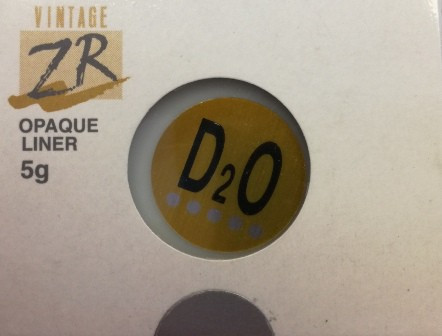 VINTAGE
ZR
OPAQUE
LINER
5g
D2O